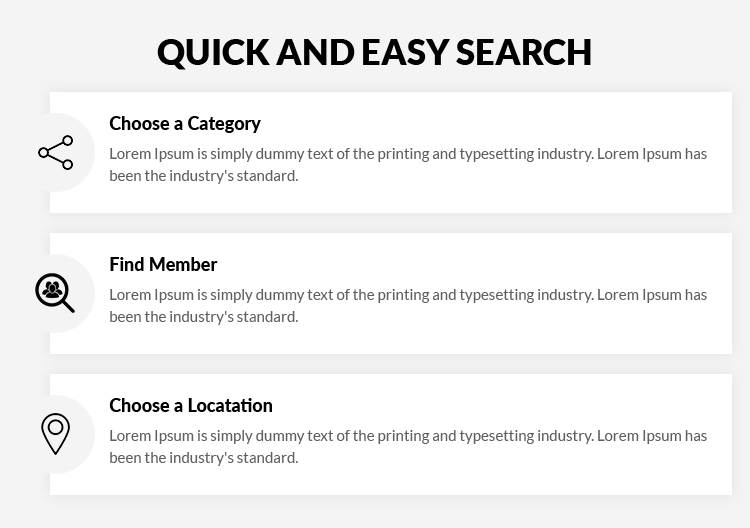 QUICK AND EASY SEARCH
Choose a Category
Lorem Ipsum is simply dummy text of the printing and typesetting industry. Lorem Ipsum has
been the industry's standard.
Find Member
Lorem Ipsum is simply dummy text of the printing and typesetting industry. Lorem Ipsum has
been the industry's standard.
Choose a Locatation
Lorem Ipsum is simply dummy text of the printing and typesetting industry. Lorem Ipsum has
been the industry's standard.